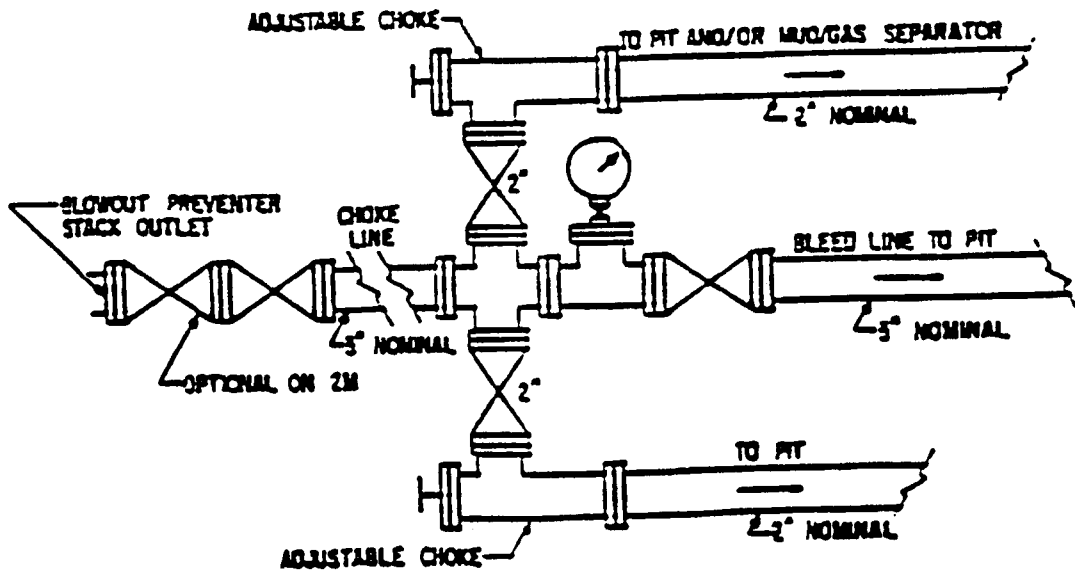 ADJUSTABLE CHOKE
TO PIT AND/OR MUD/GAS SEPARATOR
2" NOMINAL
2"
BLOWOUT PREVENTER
STACK OUTLET
CHOKE
LINE
BLEED LINE TO PIT
3" NOMINAL
3" NOMINAL
OPTIONAL ON 2M
2"
TO PIT
2" NOMINAL
ADJUSTABLE CHOKE